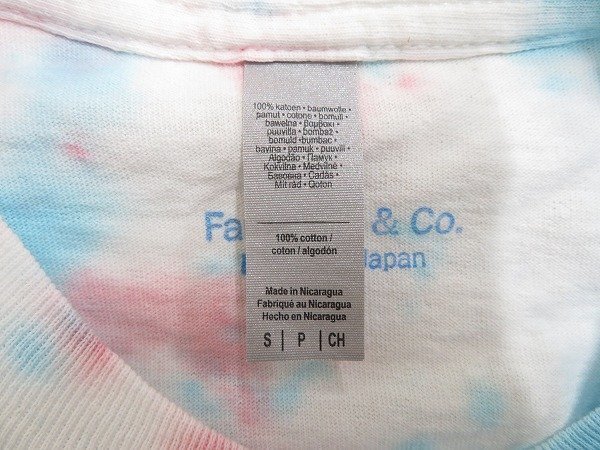 100% katoen • baumwolle •
pamut • cotone • bomull •
bawełna • Βαμβακι •
puuvilla • bombaž •
bomuld • bumbac •
bavlna • pamuk • puuvill •
Algodão • Памук •
Kokvilna • Medvilnė
Бавовна • Cadás •
Mit rád • Qoton
& Co.
Japan
100% cotton /
coton / algodón
Made in Nicaragua
Fabriqué au Nicaragua
Hecho en Nicaragua
S | P | CH